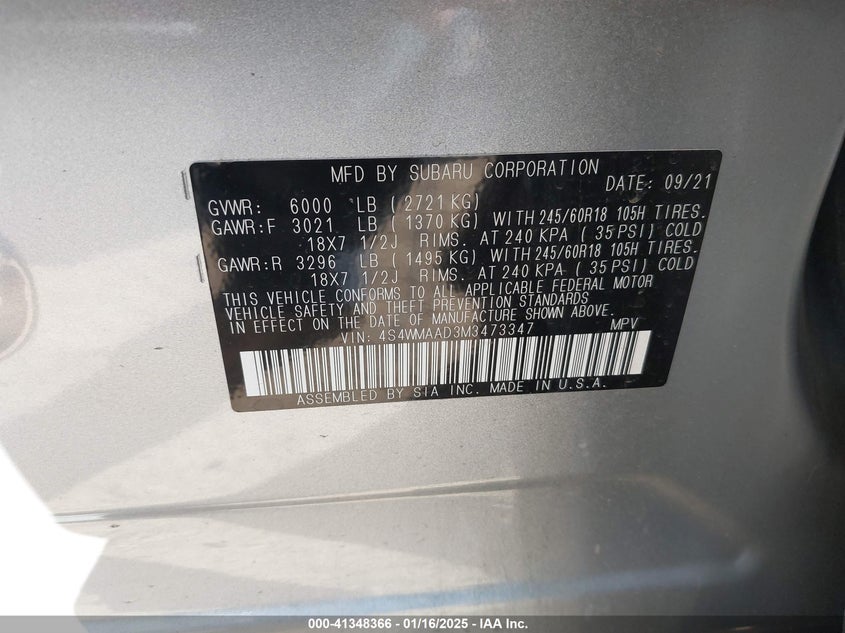 MFD BY SUBARU CORPORATION
DATE: 09/21
GVWR: 6000 LB ( 2721 KG)
GAWR:F 3021 LB ( 1370 KG) WITH 245/60R18 105H TIRES.
18X7 1/2J RIMS. AT 240 KPA ( 35 PSI) COLD
GAWR:R 3296 LB ( 1495 KG) WITH 245/60R18 105H TIRES.
18X7 1/2J RIMS. AT 240 KPA ( 35 PSI) COLD
THIS VEHICLE CONFORMS TO ALL APPLICABLE FEDERAL MOTOR
VEHICLE SAFETY AND THEFT PREVENTION STANDARDS
IN EFFECT ON THE DATE OF MANUFACTURE SHOWN ABOVE.
VIN: 4S4WMAAD3M3473347 MPV
ASSEMBLED BY SIA INC. MADE IN U.S.A.
000-41348366 - 01/16/2025 - IAA Inc.